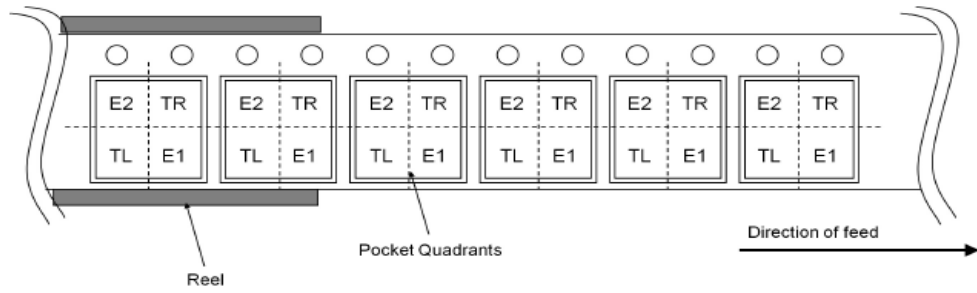 E2 TR E2 TR E2 TR E2 TR E2 TR E2 TR
TL E1 TL E1 TL E1 TL E1 TL E1 TL E1
Direction of feed
Pocket Quadrants
Reel